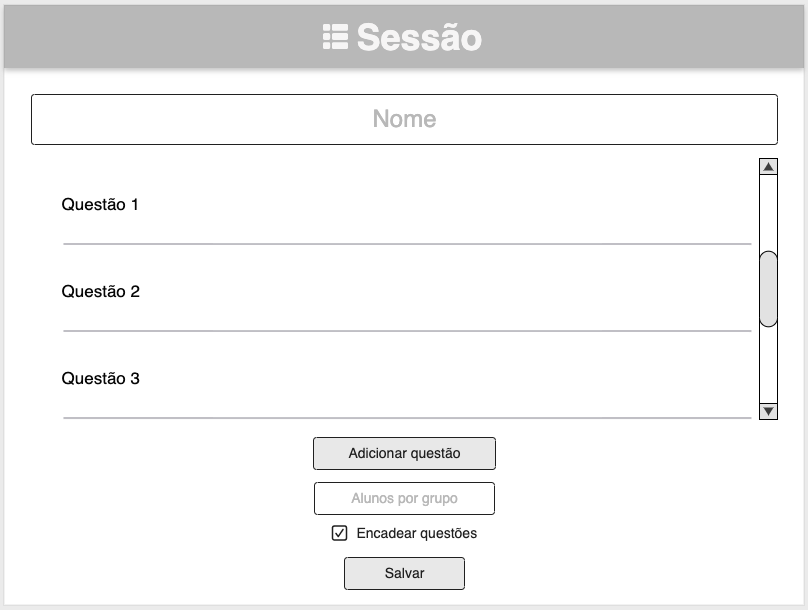 Sessão
Nome
Questão 1
Questão 2
Questão 3
Adicionar questão
Alunos por grupo
Encadear questões
Salvar